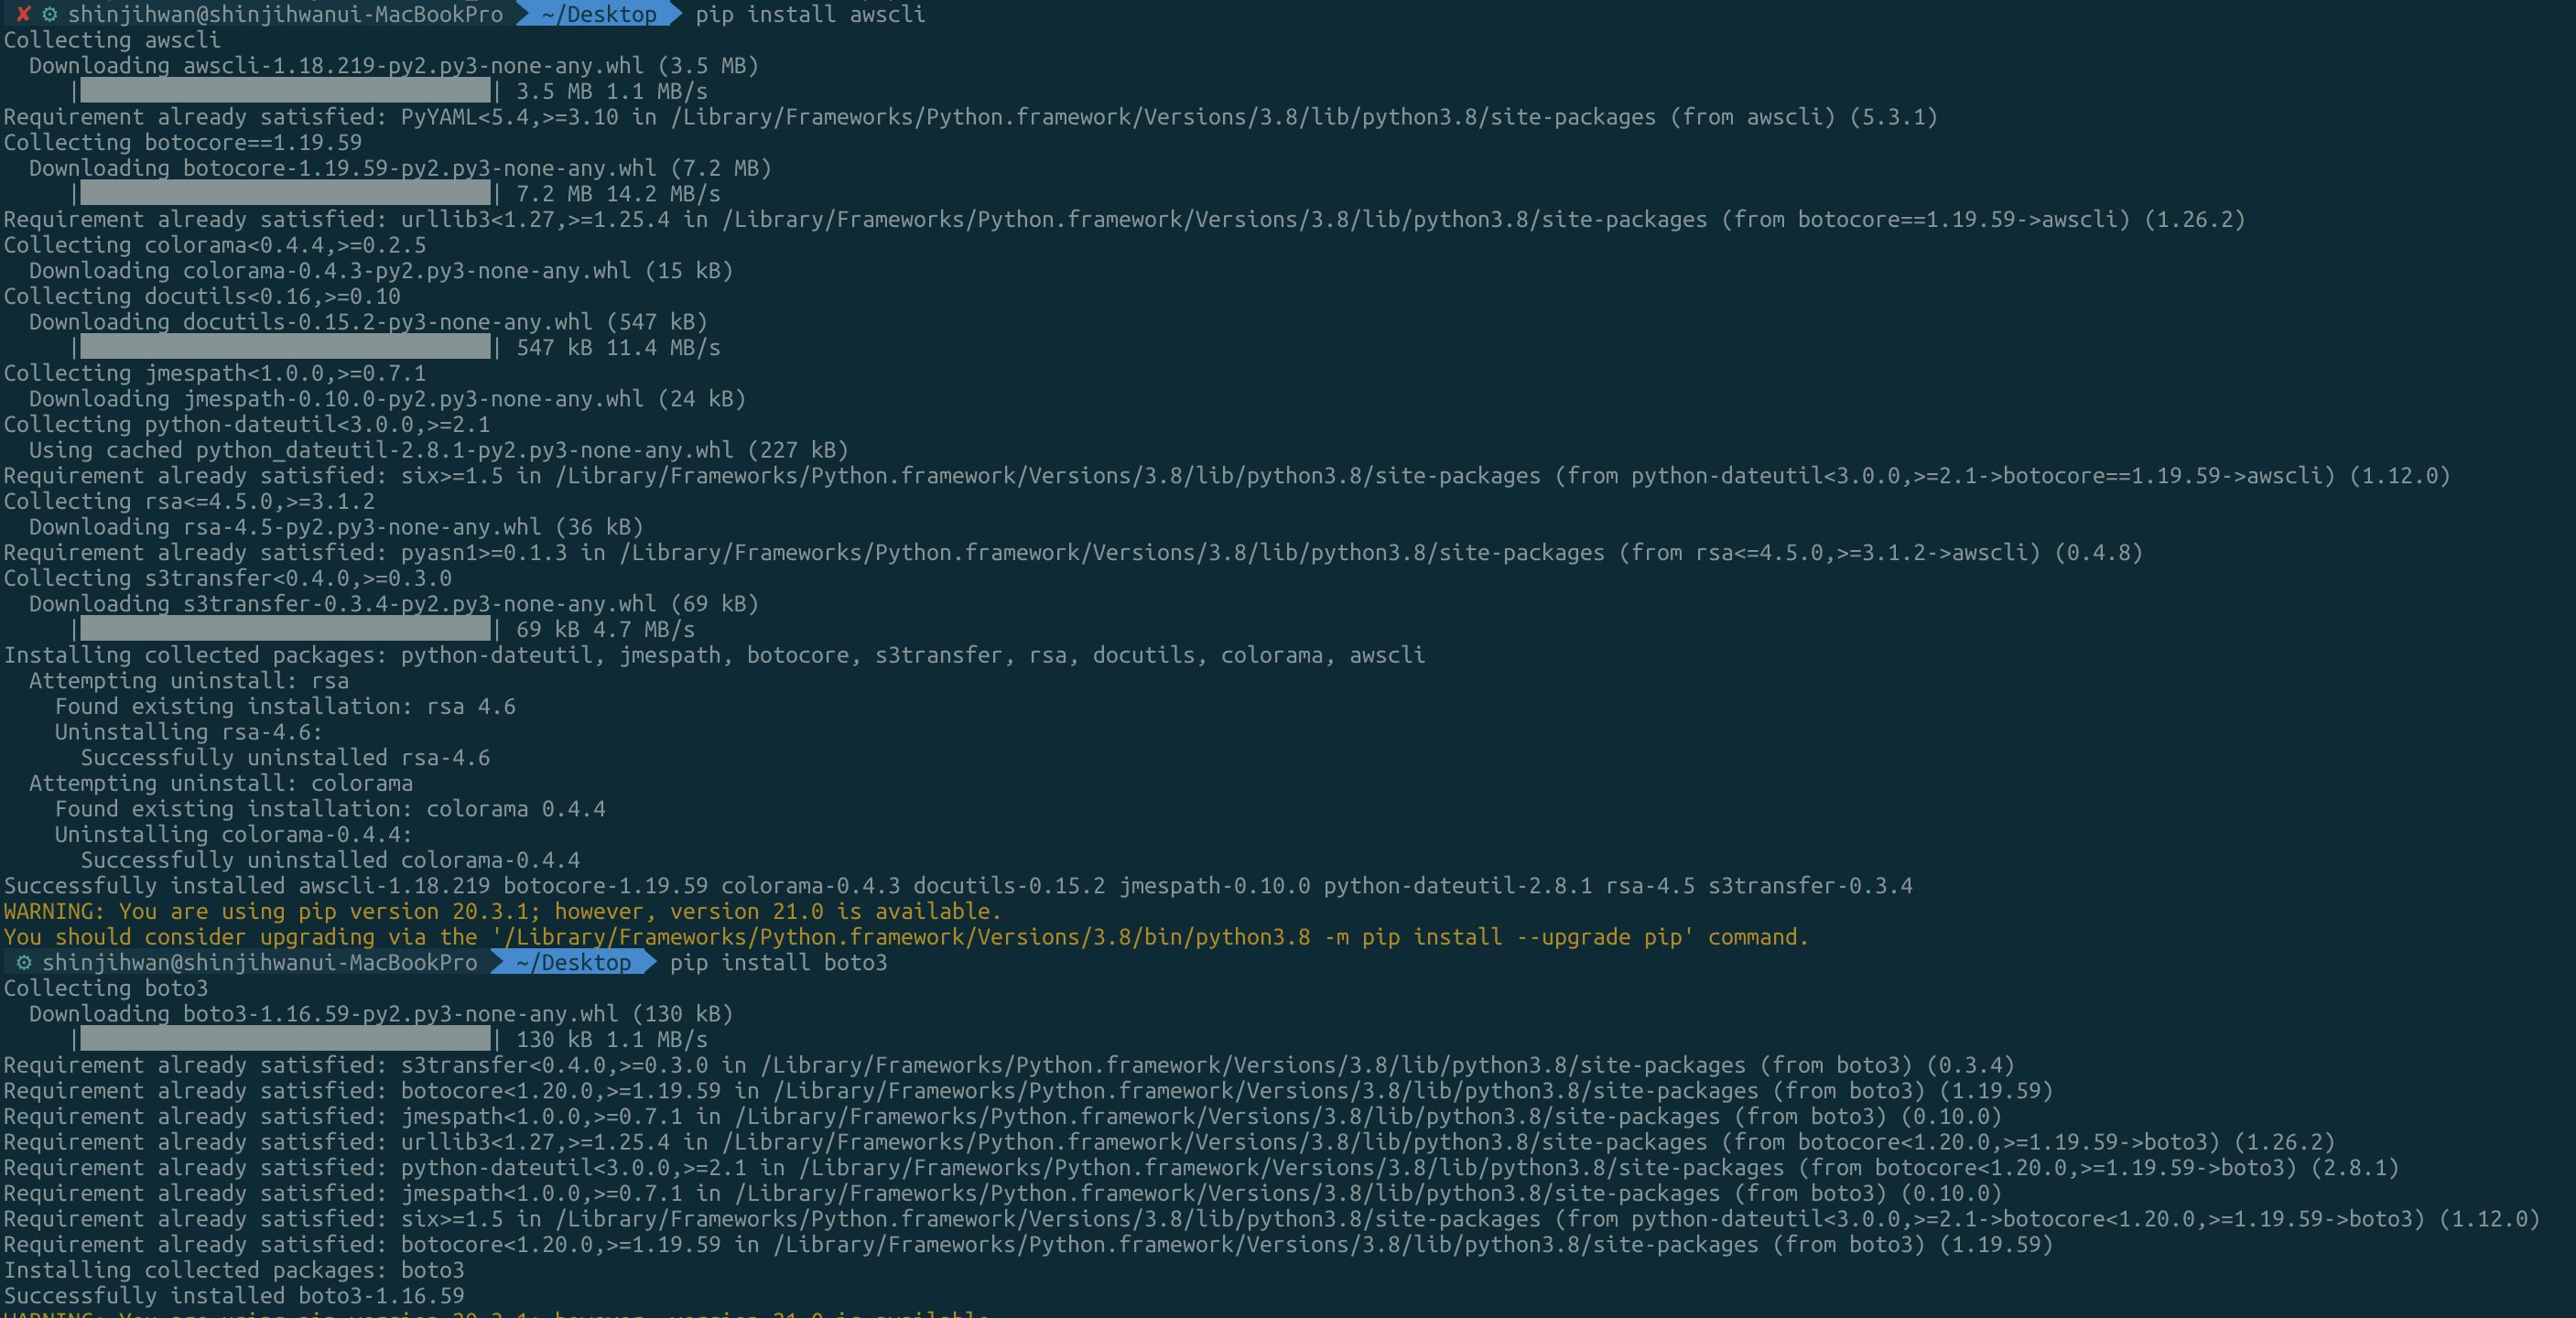 ✘ ⚙ shinjihwan@shinjihwanui-MacBookPro ~/Desktop pip install awscli
Collecting awscli
Downloading awscli-1.18.219-py2.py3-none-any.whl (3.5 MB)
|████████████████████████████████| 3.5 MB 1.1 MB/s
Requirement already satisfied: PyYAML<5.4,>=3.10 in /Library/Frameworks/Python.framework/Versions/3.8/lib/python3.8/site-packages (from awscli) (5.3.1)
Collecting botocore==1.19.59
Downloading botocore-1.19.59-py2.py3-none-any.whl (7.2 MB)
|████████████████████████████████| 7.2 MB 14.2 MB/s
Requirement already satisfied: urllib3<1.27,>=1.25.4 in /Library/Frameworks/Python.framework/Versions/3.8/lib/python3.8/site-packages (from botocore==1.19.59->awscli) (1.26.2)
Collecting colorama<0.4.4,>=0.2.5
Downloading colorama-0.4.3-py2.py3-none-any.whl (15 kB)
Collecting docutils<0.16,>=0.10
Downloading docutils-0.15.2-py3-none-any.whl (547 kB)
|████████████████████████████████| 547 kB 11.4 MB/s
Collecting jmespath<1.0.0,>=0.7.1
Downloading jmespath-0.10.0-py2.py3-none-any.whl (24 kB)
Collecting python-dateutil<3.0.0,>=2.1
Using cached python_dateutil-2.8.1-py2.py3-none-any.whl (227 kB)
Requirement already satisfied: six>=1.5 in /Library/Frameworks/Python.framework/Versions/3.8/lib/python3.8/site-packages (from python-dateutil<3.0.0,>=2.1->botocore==1.19.59->awscli) (1.12.0)
Collecting rsa<=4.5.0,>=3.1.2
Downloading rsa-4.5-py2.py3-none-any.whl (36 kB)
Requirement already satisfied: pyasn1>=0.1.3 in /Library/Frameworks/Python.framework/Versions/3.8/lib/python3.8/site-packages (from rsa<=4.5.0,>=3.1.2->awscli) (0.4.8)
Collecting s3transfer<0.4.0,>=0.3.0
Downloading s3transfer-0.3.4-py2.py3-none-any.whl (69 kB)
|████████████████████████████████| 69 kB 4.7 MB/s
Installing collected packages: python-dateutil, jmespath, botocore, s3transfer, rsa, docutils, colorama, awscli
Attempting uninstall: rsa
Found existing installation: rsa 4.6
Uninstalling rsa-4.6:
Successfully uninstalled rsa-4.6
Attempting uninstall: colorama
Found existing installation: colorama 0.4.4
Uninstalling colorama-0.4.4:
Successfully uninstalled colorama-0.4.4
Successfully installed awscli-1.18.219 botocore-1.19.59 colorama-0.4.3 docutils-0.15.2 jmespath-0.10.0 python-dateutil-2.8.1 rsa-4.5 s3transfer-0.3.4
WARNING: You are using pip version 20.3.1; however, version 21.0 is available.
You should consider upgrading via the '/Library/Frameworks/Python.framework/Versions/3.8/bin/python3.8 -m pip install --upgrade pip' command.
⚙ shinjihwan@shinjihwanui-MacBookPro ~/Desktop pip install boto3
Collecting boto3
Downloading boto3-1.16.59-py2.py3-none-any.whl (130 kB)
|████████████████████████████████| 130 kB 1.1 MB/s
Requirement already satisfied: s3transfer<0.4.0,>=0.3.0 in /Library/Frameworks/Python.framework/Versions/3.8/lib/python3.8/site-packages (from boto3) (0.3.4)
Requirement already satisfied: botocore<1.20.0,>=1.19.59 in /Library/Frameworks/Python.framework/Versions/3.8/lib/python3.8/site-packages (from boto3) (1.19.59)
Requirement already satisfied: jmespath<1.0.0,>=0.7.1 in /Library/Frameworks/Python.framework/Versions/3.8/lib/python3.8/site-packages (from boto3) (0.10.0)
Requirement already satisfied: urllib3<1.27,>=1.25.4 in /Library/Frameworks/Python.framework/Versions/3.8/lib/python3.8/site-packages (from botocore<1.20.0,>=1.19.59->boto3) (1.26.2)
Requirement already satisfied: python-dateutil<3.0.0,>=2.1 in /Library/Frameworks/Python.framework/Versions/3.8/lib/python3.8/site-packages (from botocore<1.20.0,>=1.19.59->boto3) (2.8.1)
Requirement already satisfied: jmespath<1.0.0,>=0.7.1 in /Library/Frameworks/Python.framework/Versions/3.8/lib/python3.8/site-packages (from boto3) (0.10.0)
Requirement already satisfied: six>=1.5 in /Library/Frameworks/Python.framework/Versions/3.8/lib/python3.8/site-packages (from python-dateutil<3.0.0,>=2.1->botocore<1.20.0,>=1.19.59->boto3) (1.12.0)
Requirement already satisfied: botocore<1.20.0,>=1.19.59 in /Library/Frameworks/Python.framework/Versions/3.8/lib/python3.8/site-packages (from boto3) (1.19.59)
Installing collected packages: boto3
Successfully installed boto3-1.16.59
WARNING: You are using pip version 20.3.1; however, version 21.0 is available.